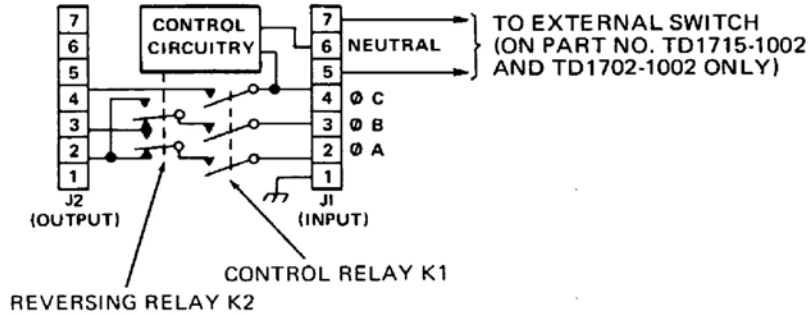 CONTROL
CIRCUITRY
7
6
5
4
3
2
1
J2
(OUTPUT)
7
6 NEUTRAL
5
4 Ø C
3 Ø B
2 Ø A
1
J1
(INPUT)
TO EXTERNAL SWITCH
(ON PART NO. TD1715-1002
AND TD1702-1002 ONLY)
CONTROL RELAY K1
REVERSING RELAY K2